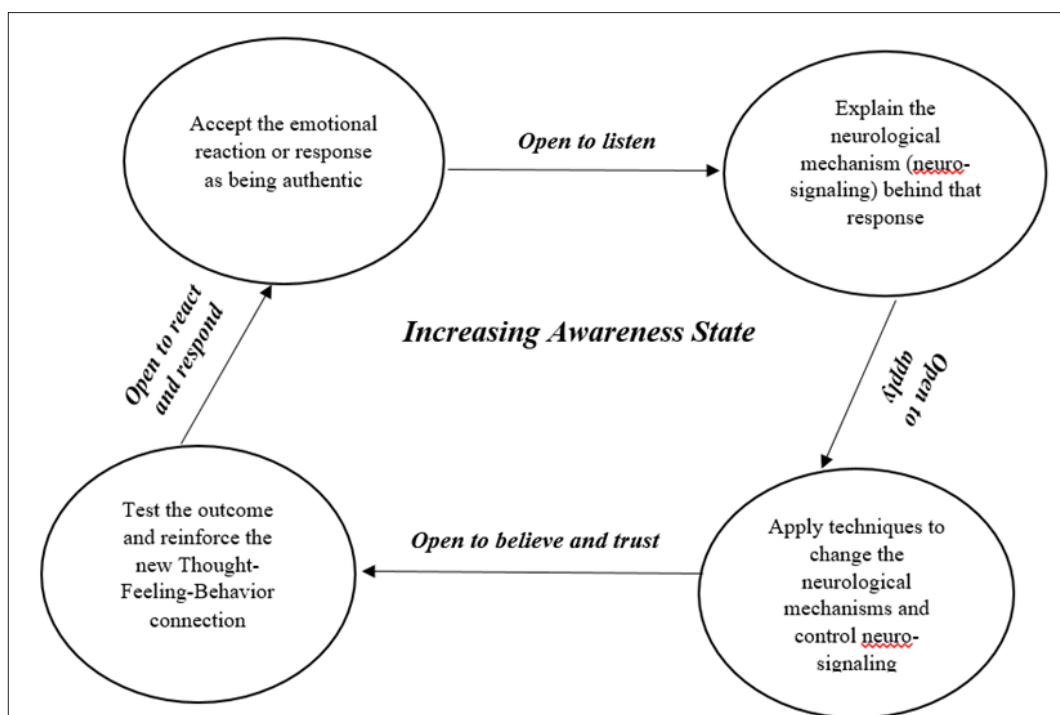 Accept the emotional
reaction or response
as being authentic
Open to listen
Explain the
neurological
mechanism (neuro-
signaling) behind that
response
Increasing Awareness State
Open to react
and respond
Open to
apply
Test the outcome
and reinforce the
new Thought-
Feeling-Behavior
connection
Open to believe and trust
Apply techniques to
change the
neurological
mechanisms and
control neuro-
signaling